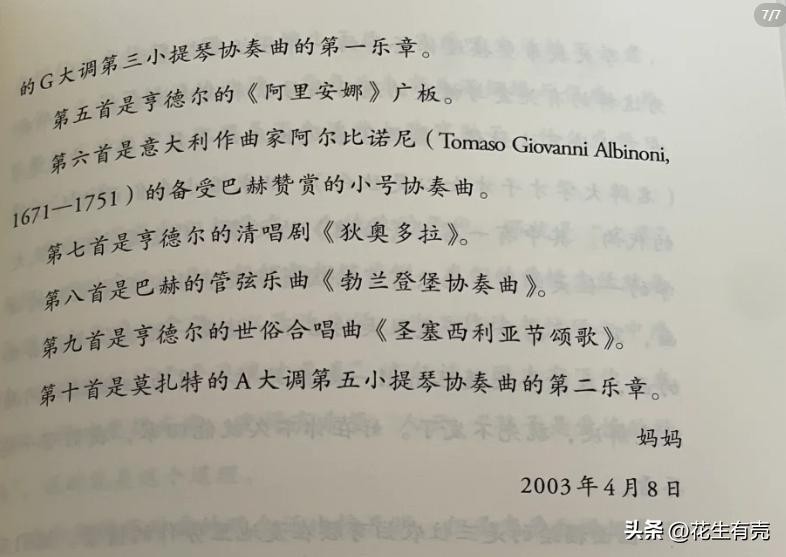 7/7
的G大调第三小提琴协奏曲的第一乐章。
第五首是亨德尔的《阿里安娜》广板。
第六首是意大利作曲家阿尔比诺尼（Tomaso Giovanni Albinoni,
1671—1751）的备受巴赫赞赏的小号协奏曲。
第七首是亨德尔的清唱剧《狄奥多拉》。
第八首是巴赫的管弦乐曲《勃兰登堡协奏曲》。
第九首是亨德尔的世俗合唱曲《圣塞西利亚节颂歌》。
第十首是莫扎特的A大调第五小提琴协奏曲的第二乐章。
妈妈
2003年4月8日
头条 @花生有壳